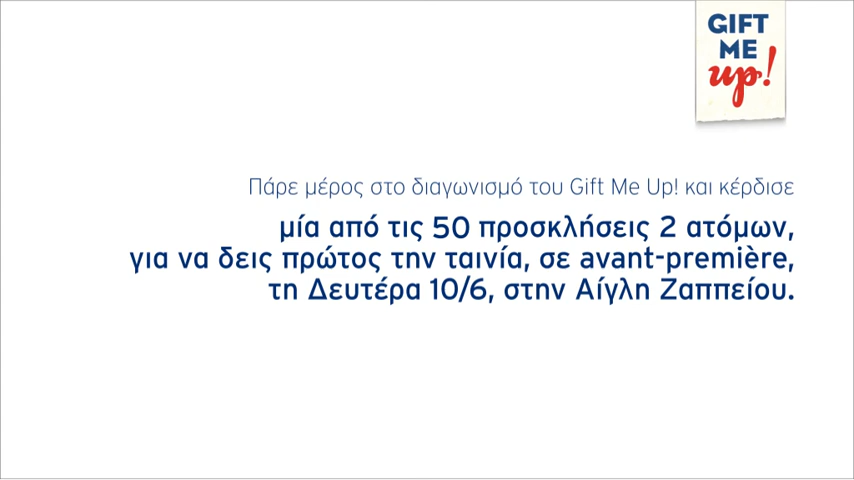 GIFT
ME
up!
Πάρε μέρος στο διαγωνισμό του Gift Me Up! και κέρδισε
μία από τις 50 προσκλήσεις 2 ατόμων,
για να δεις πρώτος την ταινία, σε avant-première,
τη Δευτέρα 10/6, στην Αίγλη Ζαππείου.